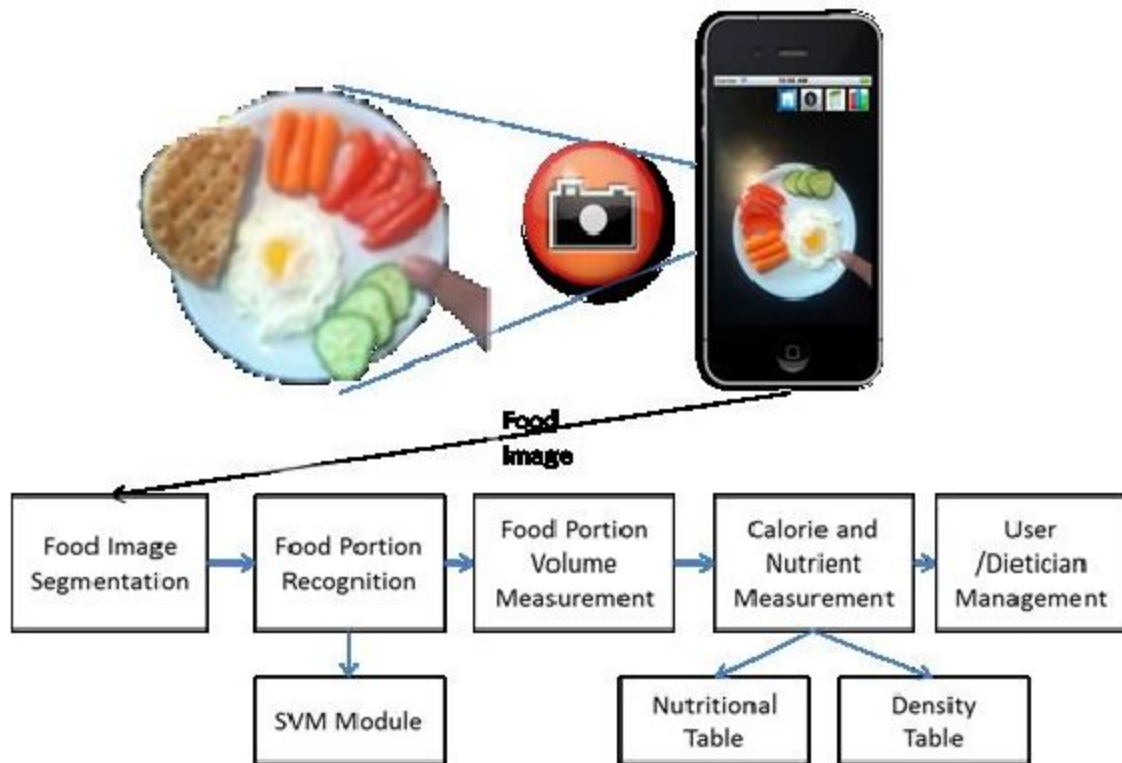 Food
Image
Food Image
Segmentation
Food Portion
Recognition
Food Portion
Volume
Measurement
Calorie and
Nutrient
Measurement
User
/Dietician
Management
SVM Module
Nutritional
Table
Density
Table